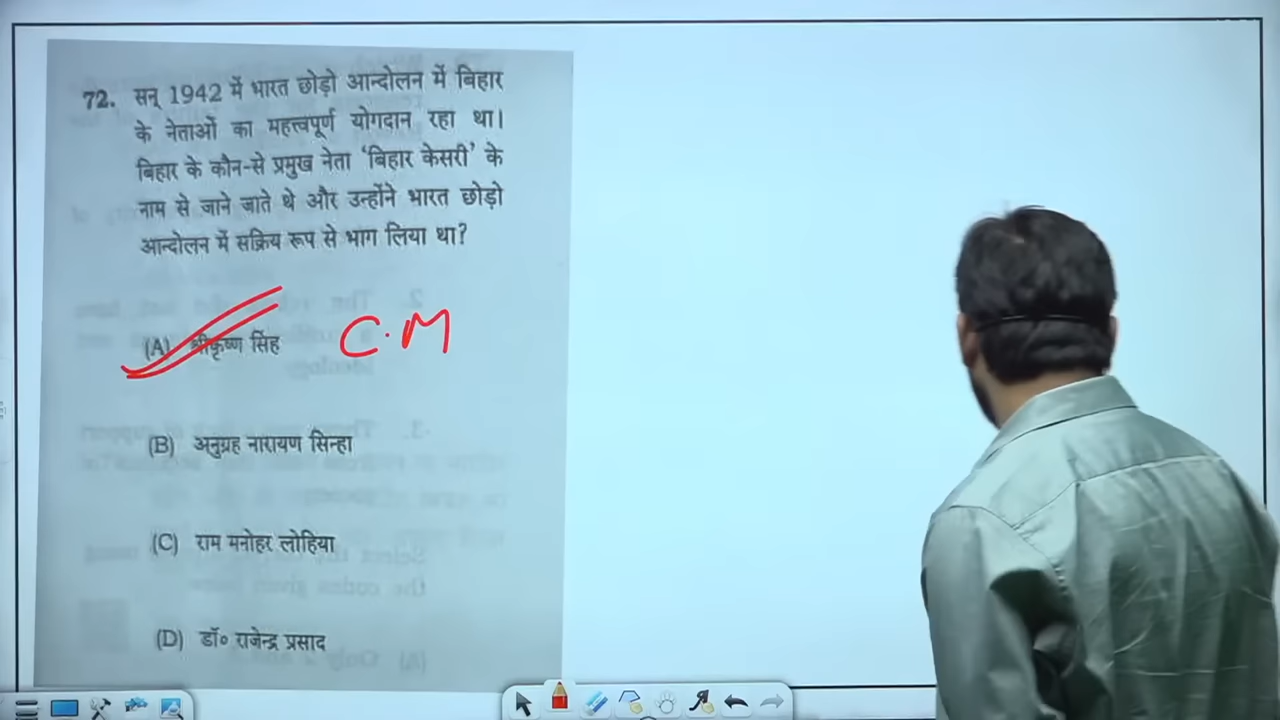 72. सन् 1942 में भारत छोड़ो आन्दोलन में बिहार
के नेताओं का महत्त्वपूर्ण योगदान रहा था।
बिहार के कौन-से प्रमुख नेता ‘बिहार केसरी’ के
नाम से जाने जाते थे और उन्होंने भारत छोड़ो
आन्दोलन में सक्रिय रूप से भाग लिया था?
(A) श्रीकृष्ण सिंह C.M
(B) अनुग्रह नारायण सिन्हा
(C) राम मनोहर लोहिया
(D) डॉ० राजेन्द्र प्रसाद